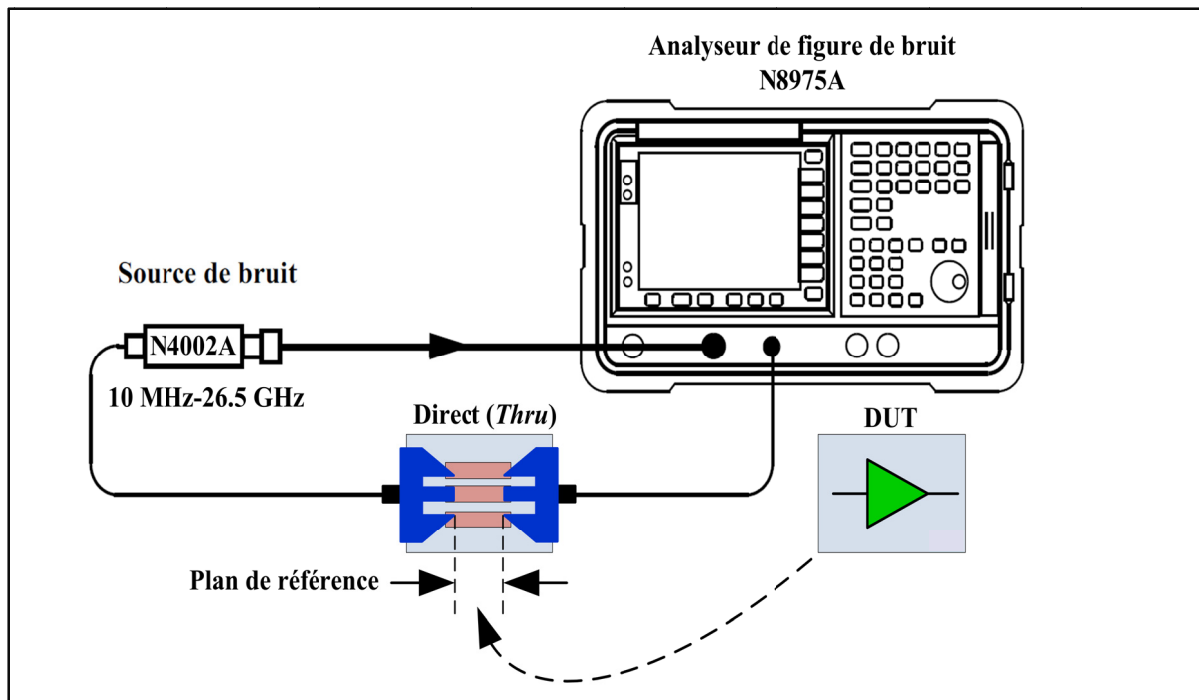 Analyseur de figure de bruit
N8975A
Source de bruit
N4002A
10 MHz-26.5 GHz
Direct (Thru)
DUT
Plan de référence